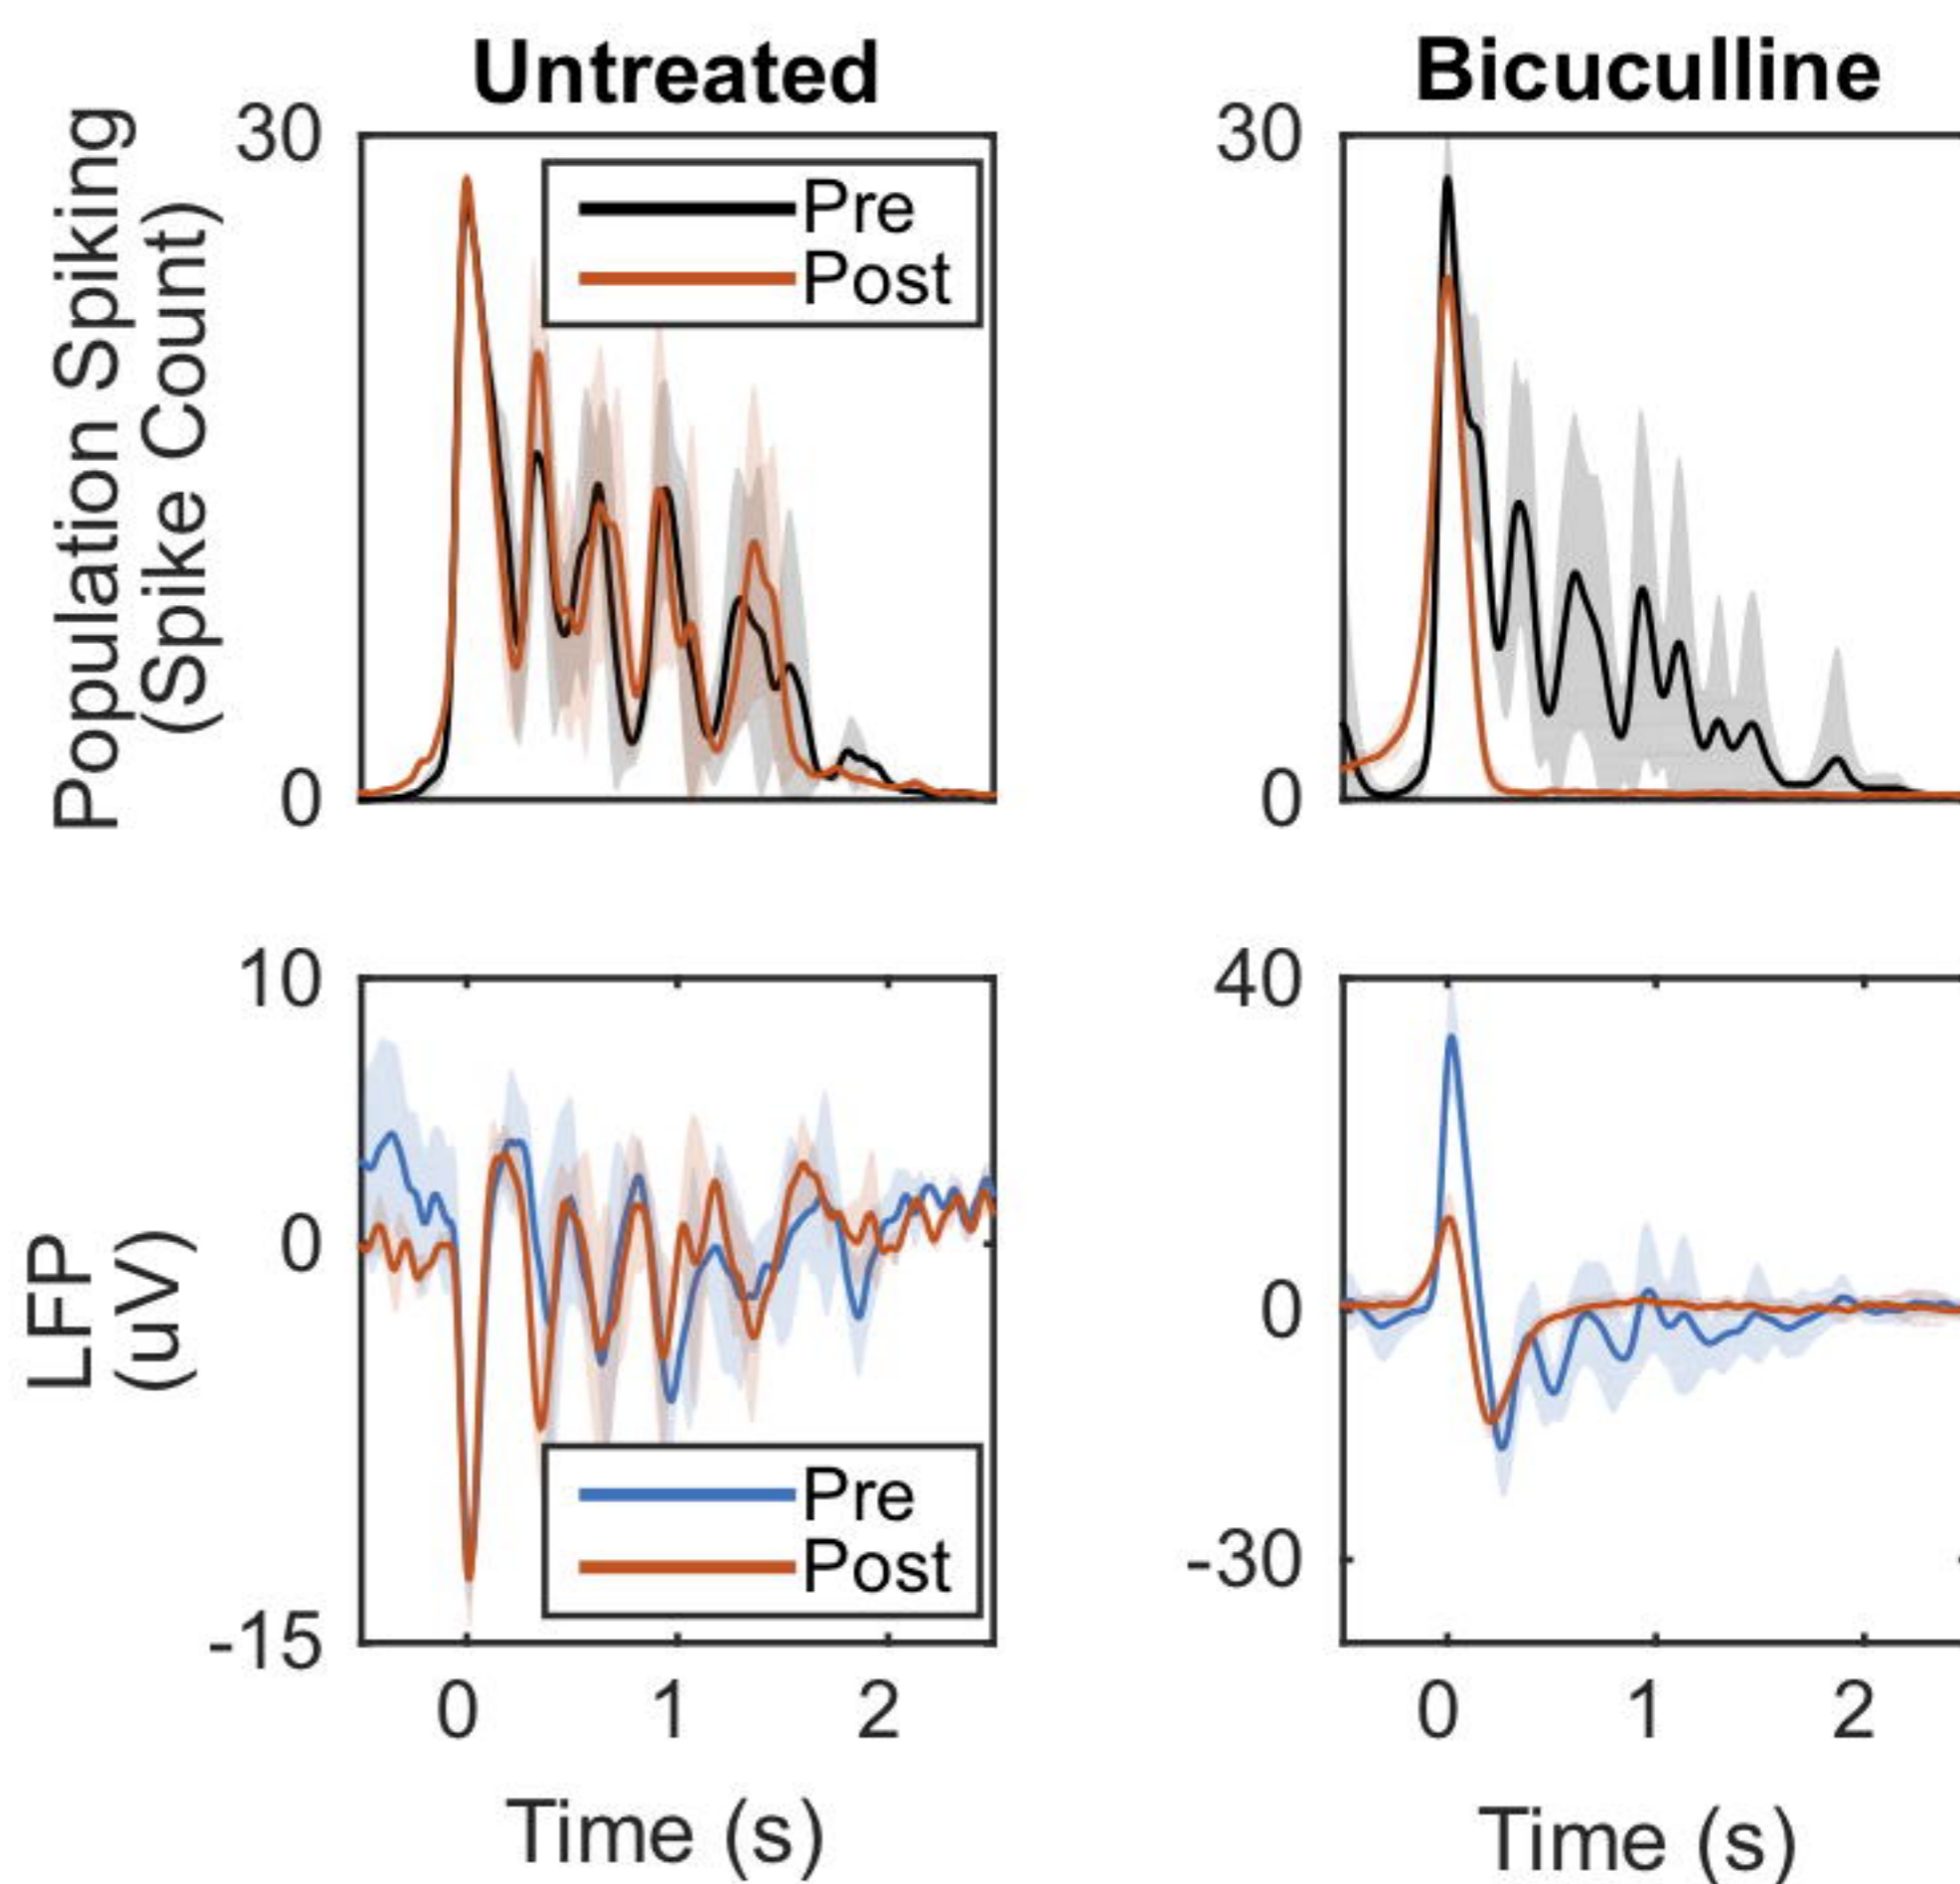 Untreated
Bicuculline
Population Spiking
(Spike Count)
30
0
Pre
Post
30
0
LFP
(uV)
10
0
-15
Pre
Post
40
0
-30
0 1 2
0 1 2
Time (s)
Time (s)